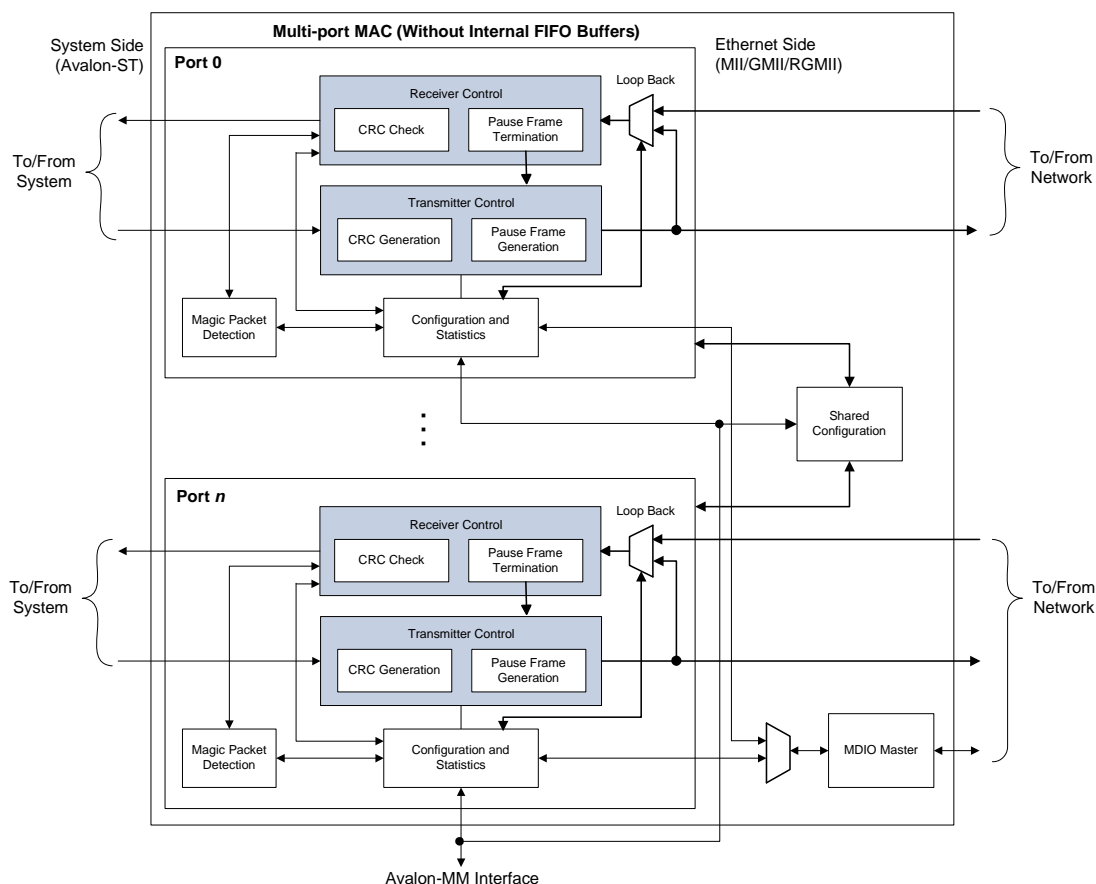 Multi-port MAC (Without Internal FIFO Buffers)
System Side
(Avalon-ST)
Ethernet Side
(MII/GMII/RGMII)
Port 0
Receiver Control
CRC Check
Pause Frame
Termination
Loop Back
To/From
System
To/From
Network
Transmitter Control
CRC Generation
Pause Frame
Generation
Magic Packet
Detection
Configuration and
Statistics
Shared
Configuration
Port n
Receiver Control
CRC Check
Pause Frame
Termination
Loop Back
To/From
System
To/From
Network
Transmitter Control
CRC Generation
Pause Frame
Generation
Magic Packet
Detection
Configuration and
Statistics
MDIO Master
Avalon-MM Interface